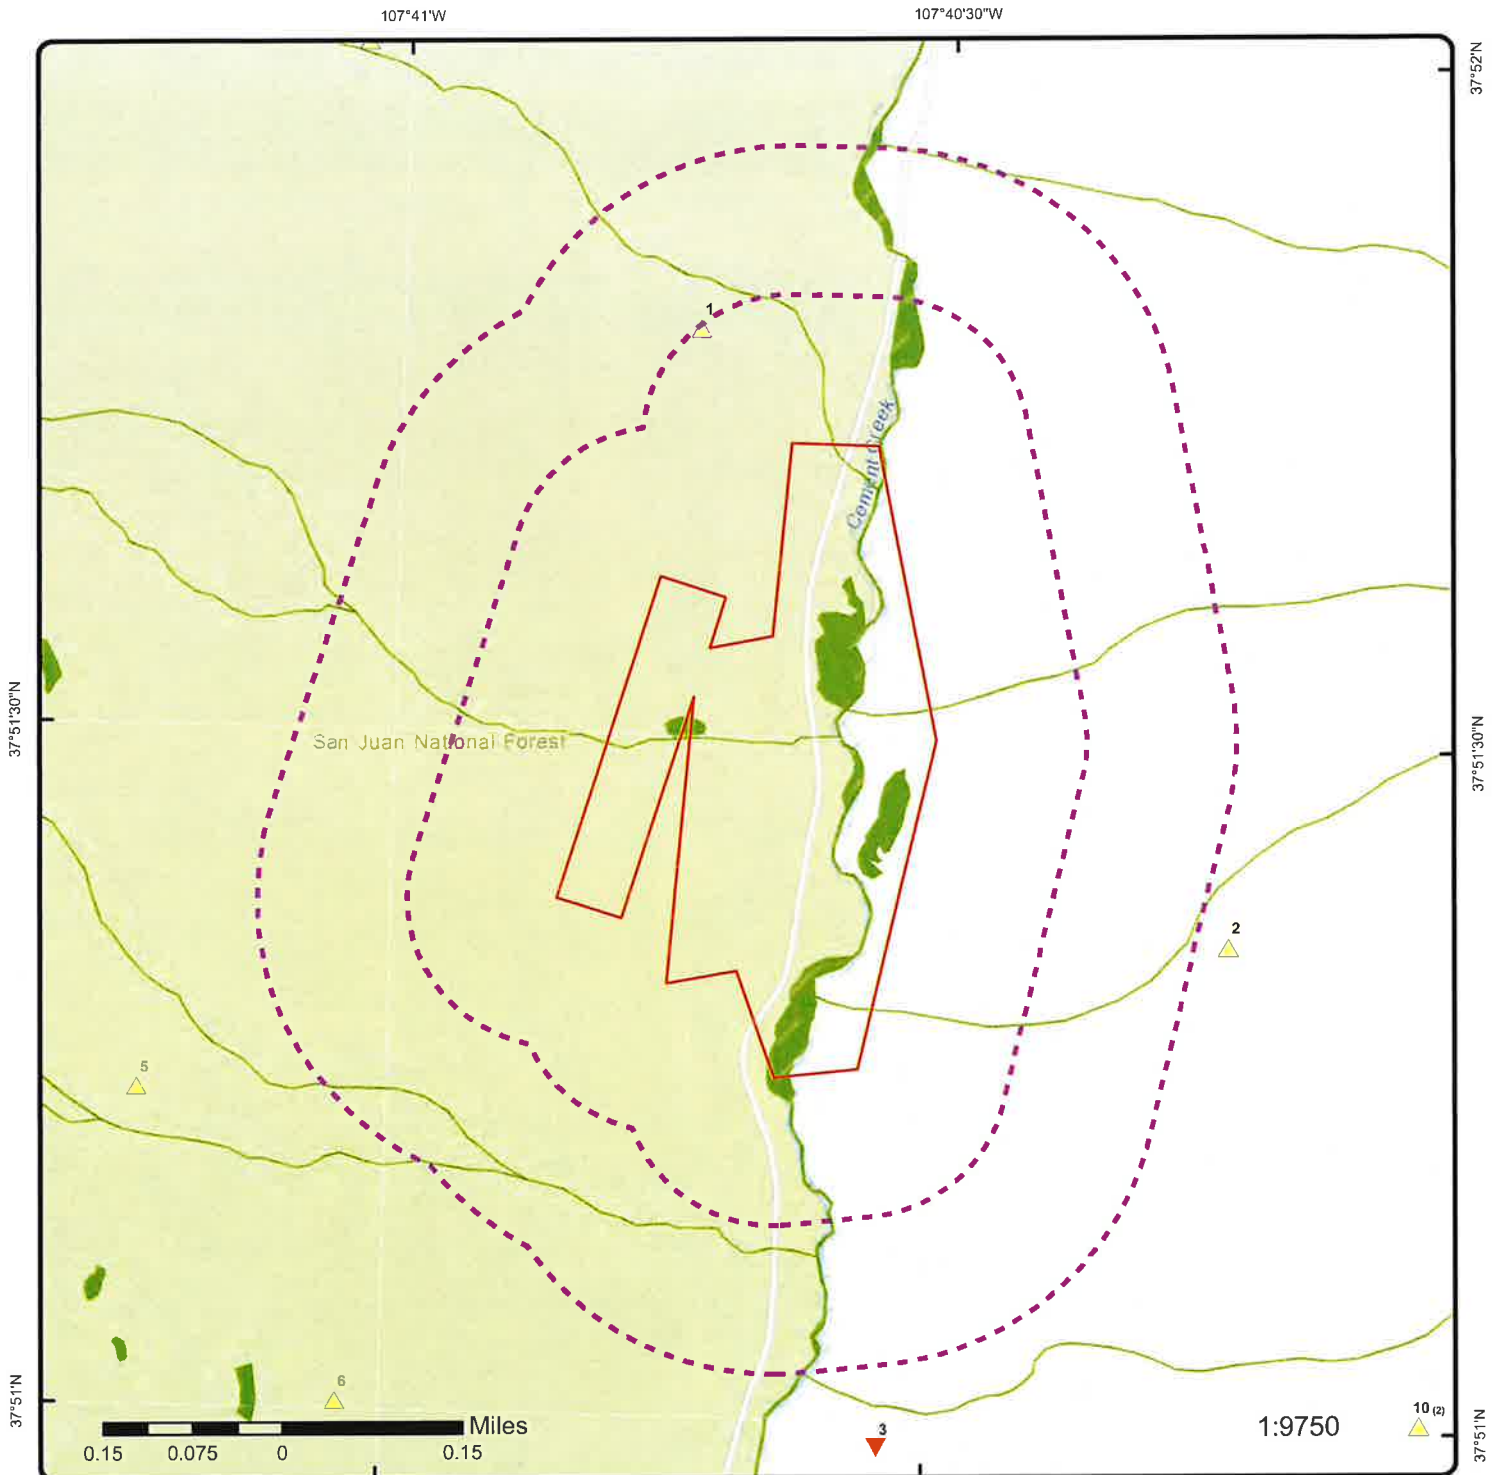 107°41'W
107°40'30"W
37°52'N
1
Cement Creek
37°51'30"N
San Juan National Forest
37°51'30"N
2
5
6
37°51'N
Miles
0.15 0.075 0 0.15
3
1:9750
10 (2)
37°51'N